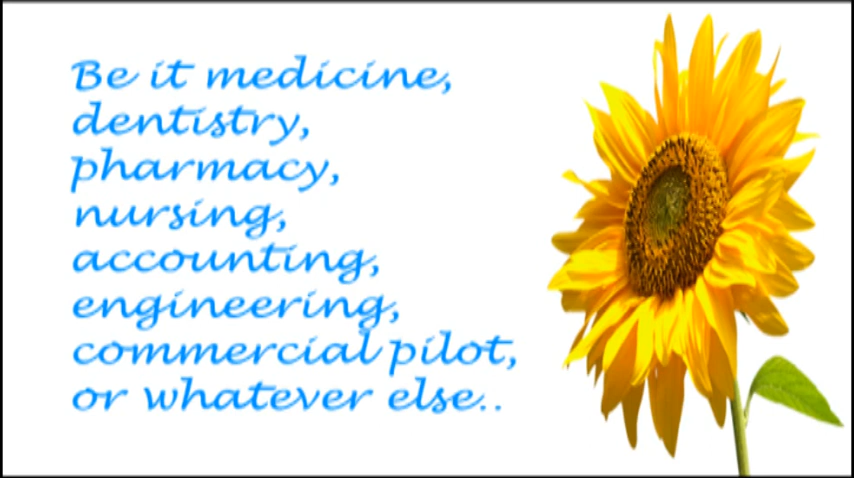 Be it medicine,
dentistry,
pharmacy,
nursing,
accounting,
engineering,
commercial pilot,
or whatever else..